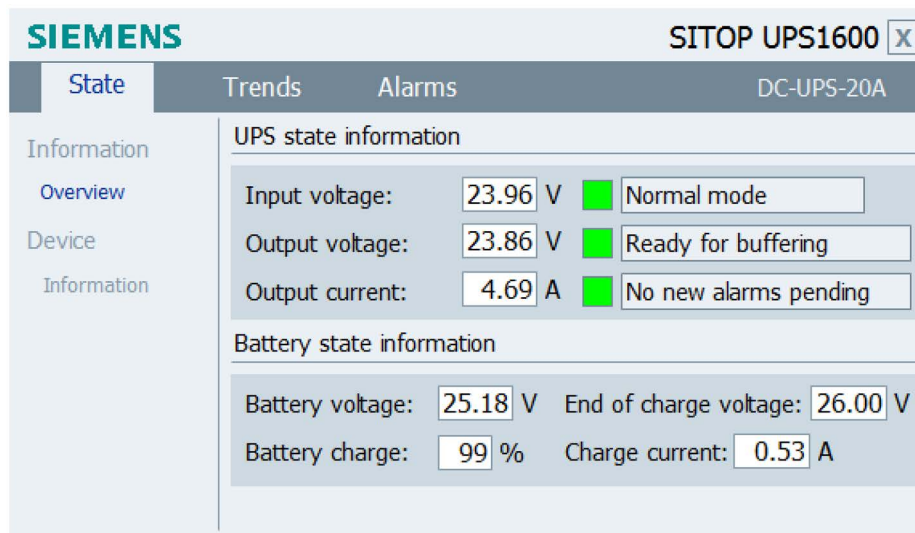 SIEMENS SITOP UPS1600 X
State Trends Alarms DC-UPS-20A
Information
Overview
Device
Information
UPS state information
Input voltage: 23.96 V Normal mode
Output voltage: 23.86 V Ready for buffering
Output current: 4.69 A No new alarms pending
Battery state information
Battery voltage: 25.18 V End of charge voltage: 26.00 V
Battery charge: 99 % Charge current: 0.53 A